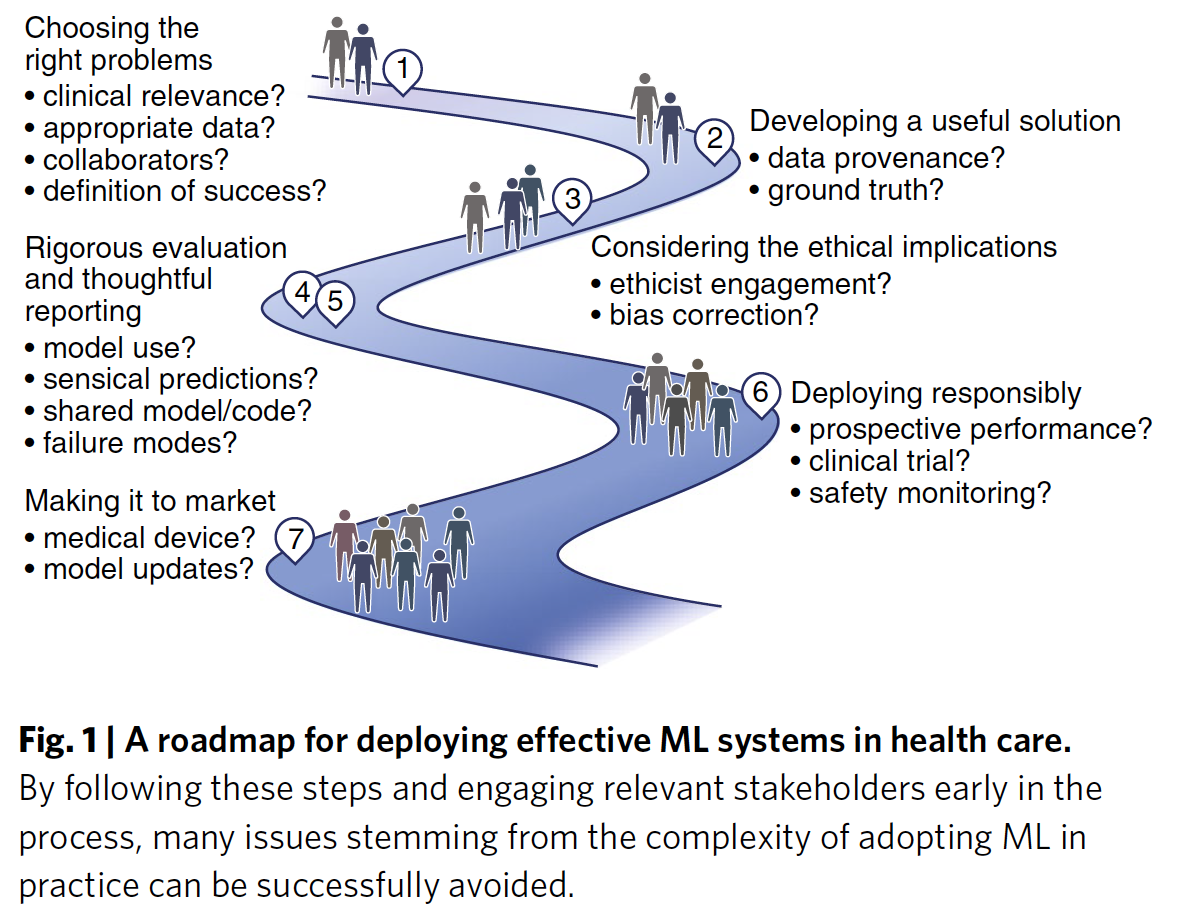 Choosing the
right problems
• clinical relevance?
• appropriate data?
• collaborators?
• definition of success?
1
2
Developing a useful solution
• data provenance?
• ground truth?
3
Considering the ethical implications
• ethicist engagement?
• bias correction?
Rigorous evaluation
and thoughtful
reporting
• model use?
• sensical predictions?
• shared model/code?
• failure modes?
4
5
6
Deploying responsibly
• prospective performance?
• clinical trial?
• safety monitoring?
Making it to market
• medical device?
• model updates?
7
Fig. 1 | A roadmap for deploying effective ML systems in health care.
By following these steps and engaging relevant stakeholders early in the
process, many issues stemming from the complexity of adopting ML in
practice can be successfully avoided.